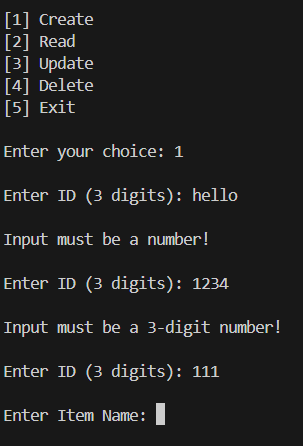 [1] Create
[2] Read
[3] Update
[4] Delete
[5] Exit
Enter your choice: 1
Enter ID (3 digits): hello
Input must be a number!
Enter ID (3 digits): 1234
Input must be a 3-digit number!
Enter ID (3 digits): 111
Enter Item Name: